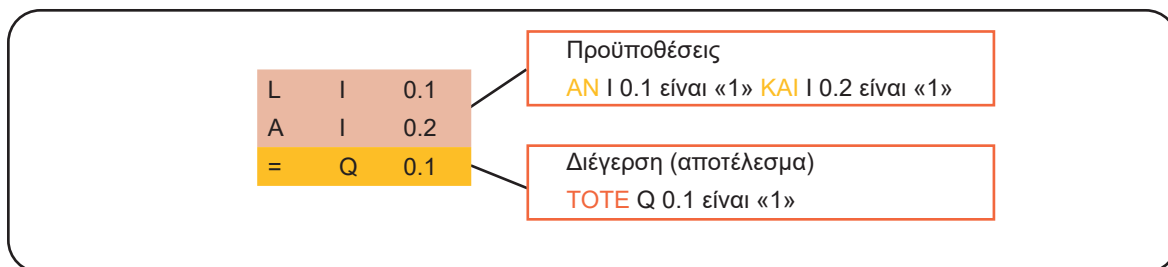 L I 0.1
A I 0.2
= Q 0.1
Προϋποθέσεις
ΑΝ Ι 0.1 είναι «1» ΚΑΙ Ι 0.2 είναι «1»
Διέγερση (αποτέλεσμα)
ΤΟΤΕ Q 0.1 είναι «1»